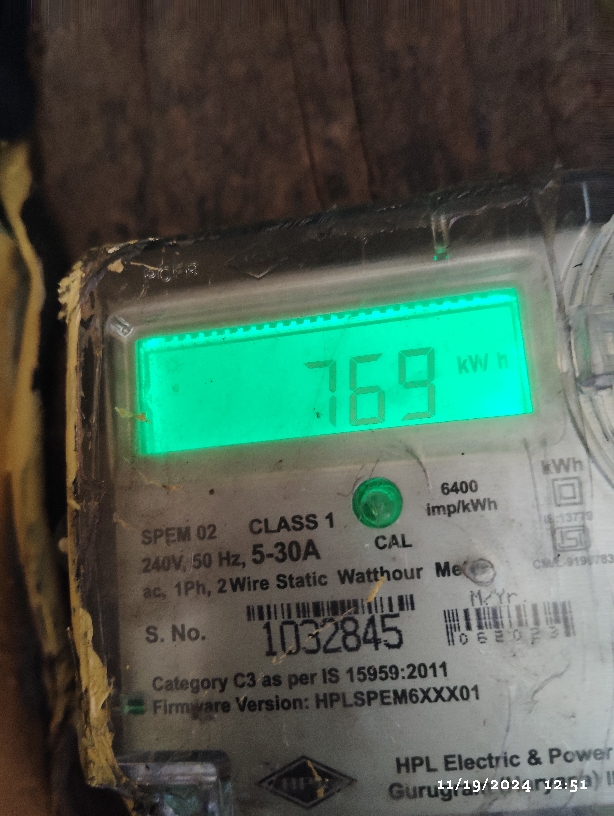 769 kW h
kWh
6400
imp/kWh
SPEM 02 CLASS 1
240V, 50 Hz, 5-30A CAL
ac, 1Ph, 2 Wire Static Watthour
M/Yr.
S. No. 1032845
062023
Category C3 as per IS 15959:2011
Firmware Version: HPLSPEM6XXX01
HPL Electric & Power
11/19/2024 12:51